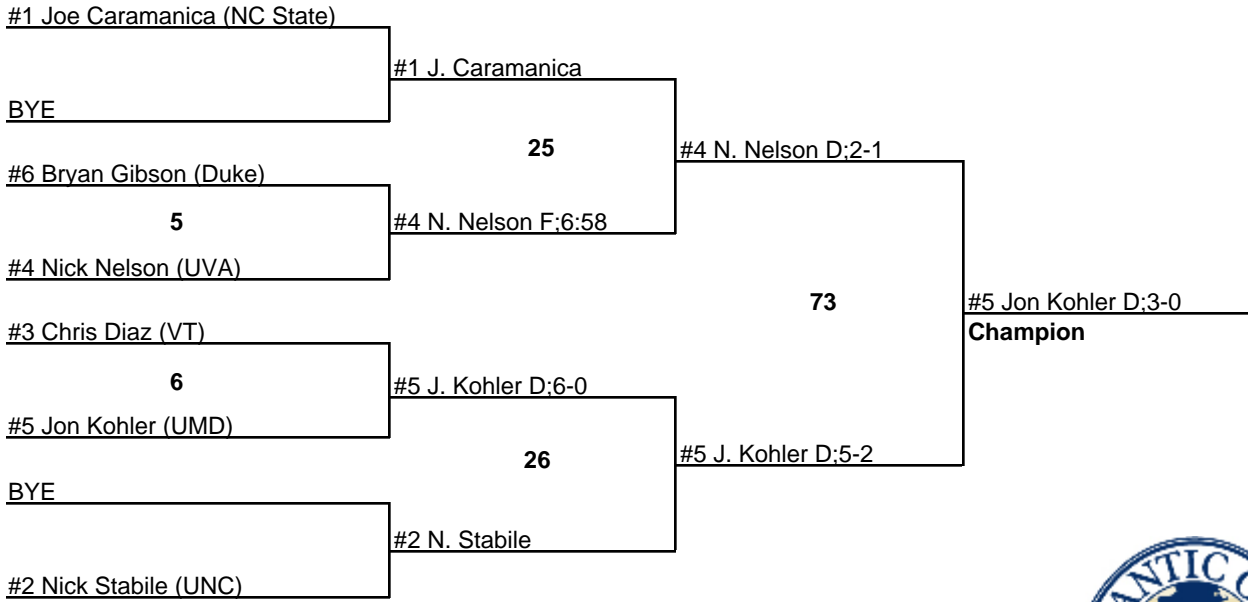 #1 Joe Caramanica (NC State)
#1 J. Caramanica
BYE
25
#4 N. Nelson D;2-1
#6 Bryan Gibson (Duke)
5
#4 N. Nelson F;6:58
#4 Nick Nelson (UVA)
73
#5 Jon Kohler D;3-0
Champion
#3 Chris Diaz (VT)
6
#5 J. Kohler D;6-0
#5 Jon Kohler (UMD)
26
#5 J. Kohler D;5-2
BYE
#2 N. Stabile
#2 Nick Stabile (UNC)